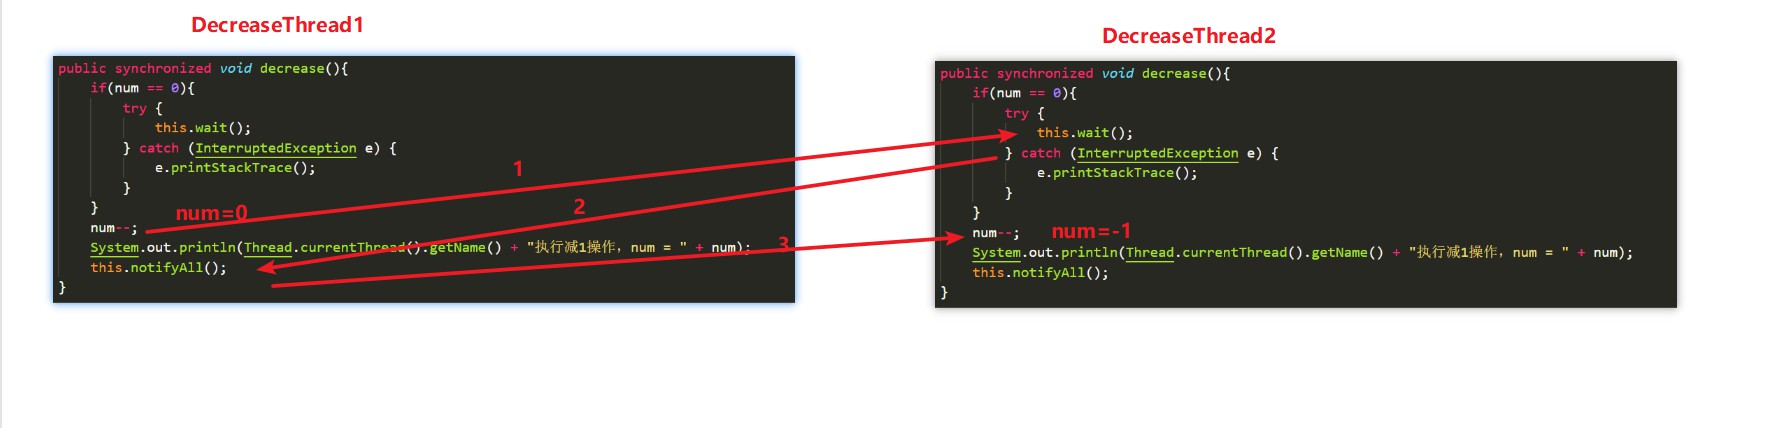 DecreaseThread1
public synchronized void decrease(){
if(num == 0){
try {
this.wait();
} catch (InterruptedException e) {
e.printStackTrace();
}
}
num--;
System.out.println(Thread.currentThread().getName() + "执行减1操作，num = " + num);
this.notifyAll();
}
num=0
1
2
3
DecreaseThread2
public synchronized void decrease(){
if(num == 0){
try {
this.wait();
} catch (InterruptedException e) {
e.printStackTrace();
}
}
num--;
System.out.println(Thread.currentThread().getName() + "执行减1操作，num = " + num);
this.notifyAll();
}
num=-1